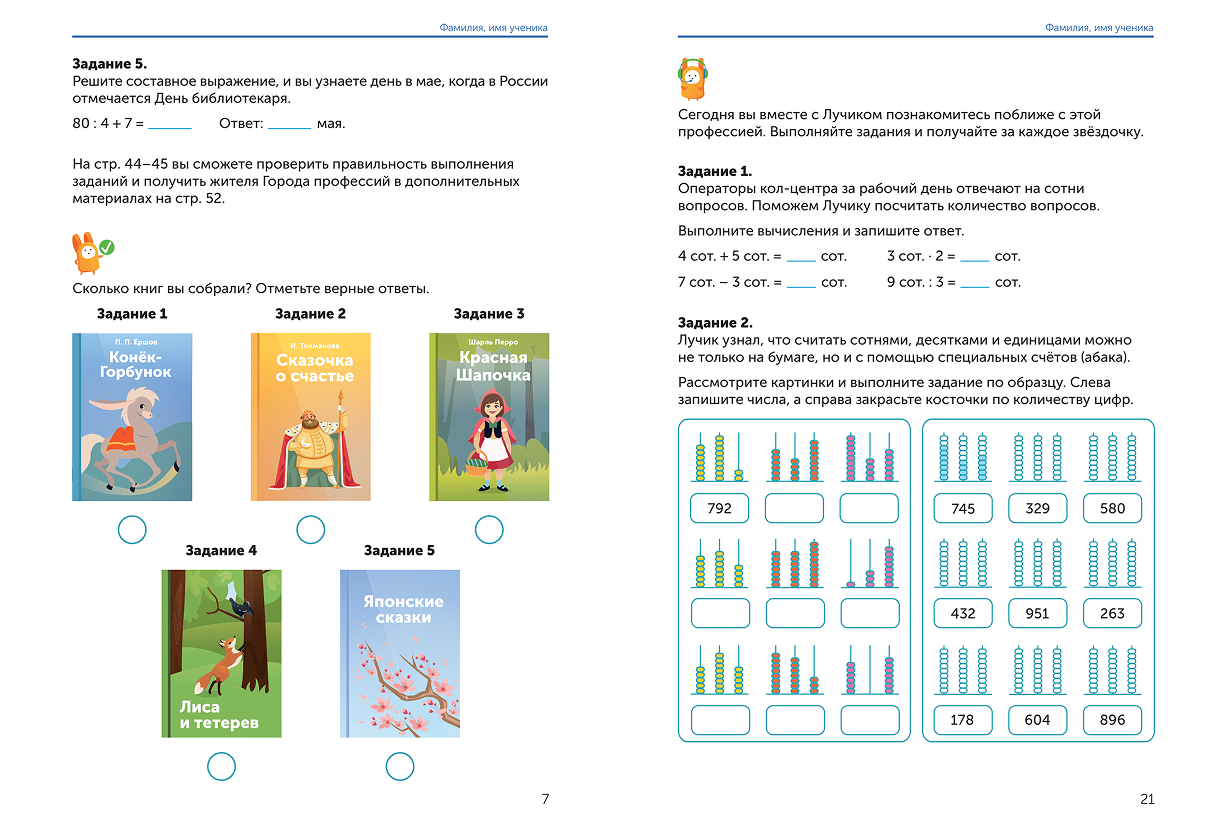 Фамилия, имя ученика
Задание 5.
Решите составное выражение, и вы узнаете день в мае, когда в России
отмечается День библиотекаря.
80 : 4 + 7 = ______ Ответ: ______ мая.
На стр. 44–45 вы сможете проверить правильность выполнения
заданий и получить жителя Города профессий в дополнительных
материалах на стр. 52.
Сколько книг вы собрали? Отметьте верные ответы.
Задание 1 Задание 2 Задание 3
П. П. Ершов
Конёк-
Горбунок
И. Токмакова
Сказочка
о счастье
Шарль Перро
Красная
Шапочка
Задание 4 Задание 5
Лиса
и тетерев
Японские
сказки
7
Фамилия, имя ученика
Сегодня вы вместе с Лучиком познакомитесь поближе с этой
профессией. Выполняйте задания и получайте за каждое звёздочку.
Задание 1.
Операторы кол-центра за рабочий день отвечают на сотни
вопросов. Поможем Лучику посчитать количество вопросов.
Выполните вычисления и запишите ответ.
4 сот. + 5 сот. = ____ сот. 3 сот. · 2 = ____ сот.
7 сот. – 3 сот. = ____ сот. 9 сот. : 3 = ____ сот.
Задание 2.
Лучик узнал, что считать сотнями, десятками и единицами можно
не только на бумаге, но и с помощью специальных счётов (абака).
Рассмотрите картинки и выполните задание по образцу. Слева
запишите числа, а справа закрасьте косточки по количеству цифр.
792 745 329 580
432 951 263
178 604 896
21